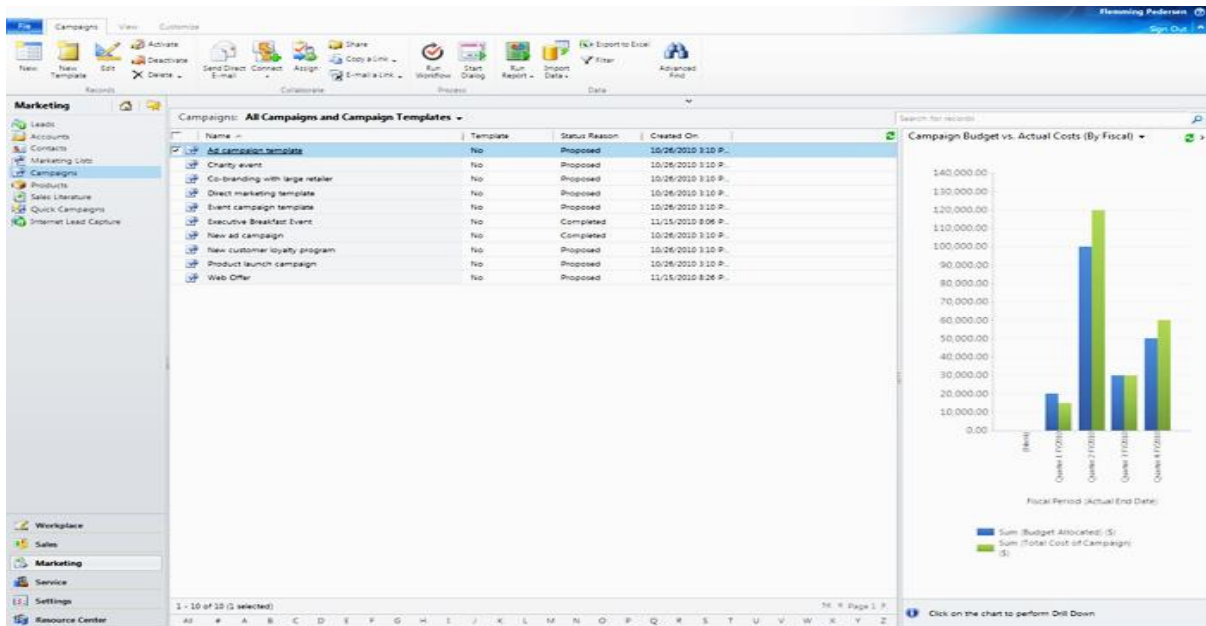 Flemming Pedersen
Sign Out
File Campaigns View Customize
New
New Template
Edit
Activate
Deactivate
Delete
Records
Send Direct E-mail
Connect
Assign
Share
Copy a Link
E-mail a Link
Collaborate
Run Workflow
Start Dialog
Process
Run Report
Import Data
Export to Excel
Filter
Data
Advanced Find
Marketing
Leads
Accounts
Contacts
Marketing Lists
Campaigns
Products
Sales Literature
Quick Campaigns
Internet Lead Capture
Workplace
Sales
Marketing
Service
Settings
Resource Center
Campaigns: All Campaigns and Campaign Templates
Name Template Status Reason Created On
Ad campaign template No Proposed 10/26/2010 3:10 P...
Charity event No Proposed 10/26/2010 3:10 P...
Co-branding with large retailer No Proposed 10/26/2010 3:10 P...
Direct marketing template No Proposed 10/26/2010 3:10 P...
Event campaign template No Proposed 10/26/2010 3:10 P...
Executive Breakfast Event No Completed 11/15/2010 8:06 P...
New ad campaign No Completed 10/26/2010 3:10 P...
New customer loyalty program No Proposed 10/26/2010 3:10 P...
Product launch campaign No Proposed 10/26/2010 3:10 P...
Web Offer No Proposed 11/15/2010 8:26 P...
1 - 10 of 10 (1 selected) Page 1
All # A B C D E F G H I J K L M N O P Q R S T U V W X Y Z
Search for records
Campaign Budget vs. Actual Costs (By Fiscal)
140,000.00
130,000.00
120,000.00
110,000.00
100,000.00
90,000.00
80,000.00
70,000.00
60,000.00
50,000.00
40,000.00
30,000.00
20,000.00
10,000.00
0.00
(blank)
Quarter 1 FY2010
Quarter 2 FY2010
Quarter 3 FY2010
Quarter 4 FY2010
Fiscal Period (Actual End Date)
Sum (Budget Allocated) ($)
Sum (Total Cost of Campaign)
($)
Click on the chart to perform Drill Down